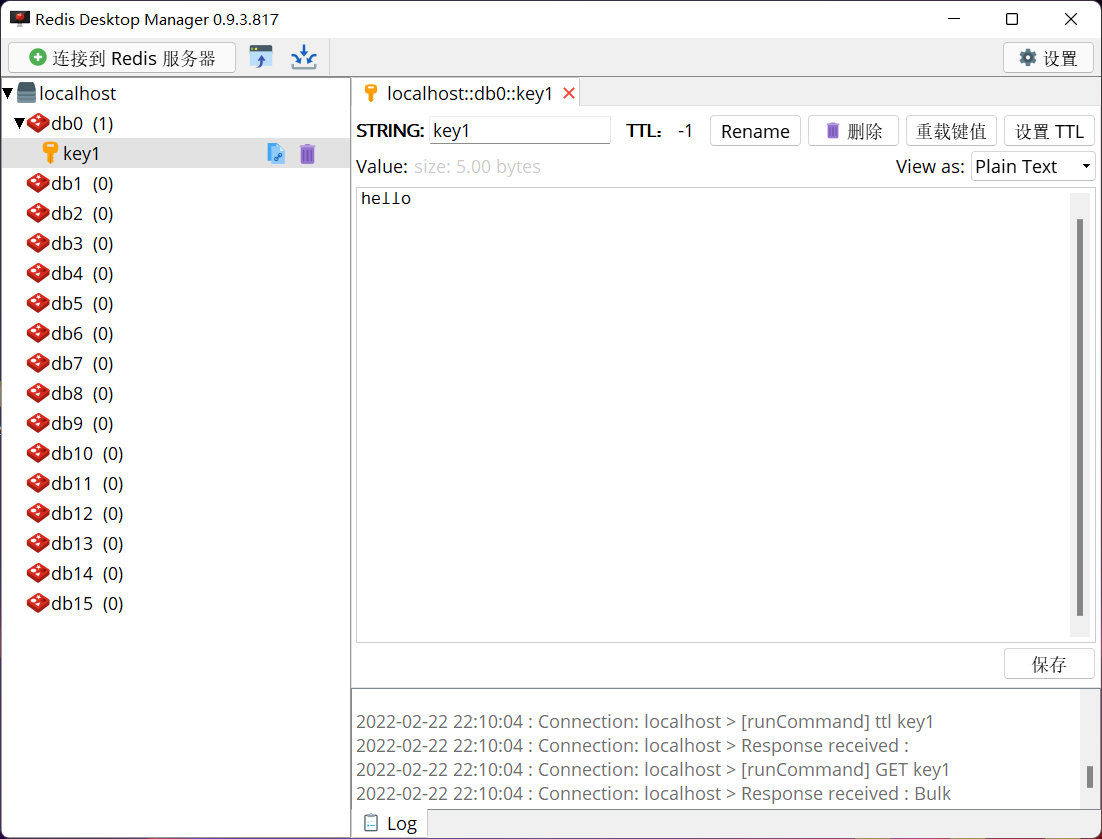 Redis Desktop Manager 0.9.3.817
连接到 Redis 服务器
设置
localhost
db0 (1)
key1
db1 (0)
db2 (0)
db3 (0)
db4 (0)
db5 (0)
db6 (0)
db7 (0)
db8 (0)
db9 (0)
db10 (0)
db11 (0)
db12 (0)
db13 (0)
db14 (0)
db15 (0)
localhost::db0::key1
STRING: key1 TTL: -1 Rename 删除 重载键值 设置 TTL
Value: size: 5.00 bytes View as: Plain Text
hello
保存
2022-02-22 22:10:04 : Connection: localhost > [runCommand] ttl key1
2022-02-22 22:10:04 : Connection: localhost > Response received :
2022-02-22 22:10:04 : Connection: localhost > [runCommand] GET key1
2022-02-22 22:10:04 : Connection: localhost > Response received : Bulk
Log